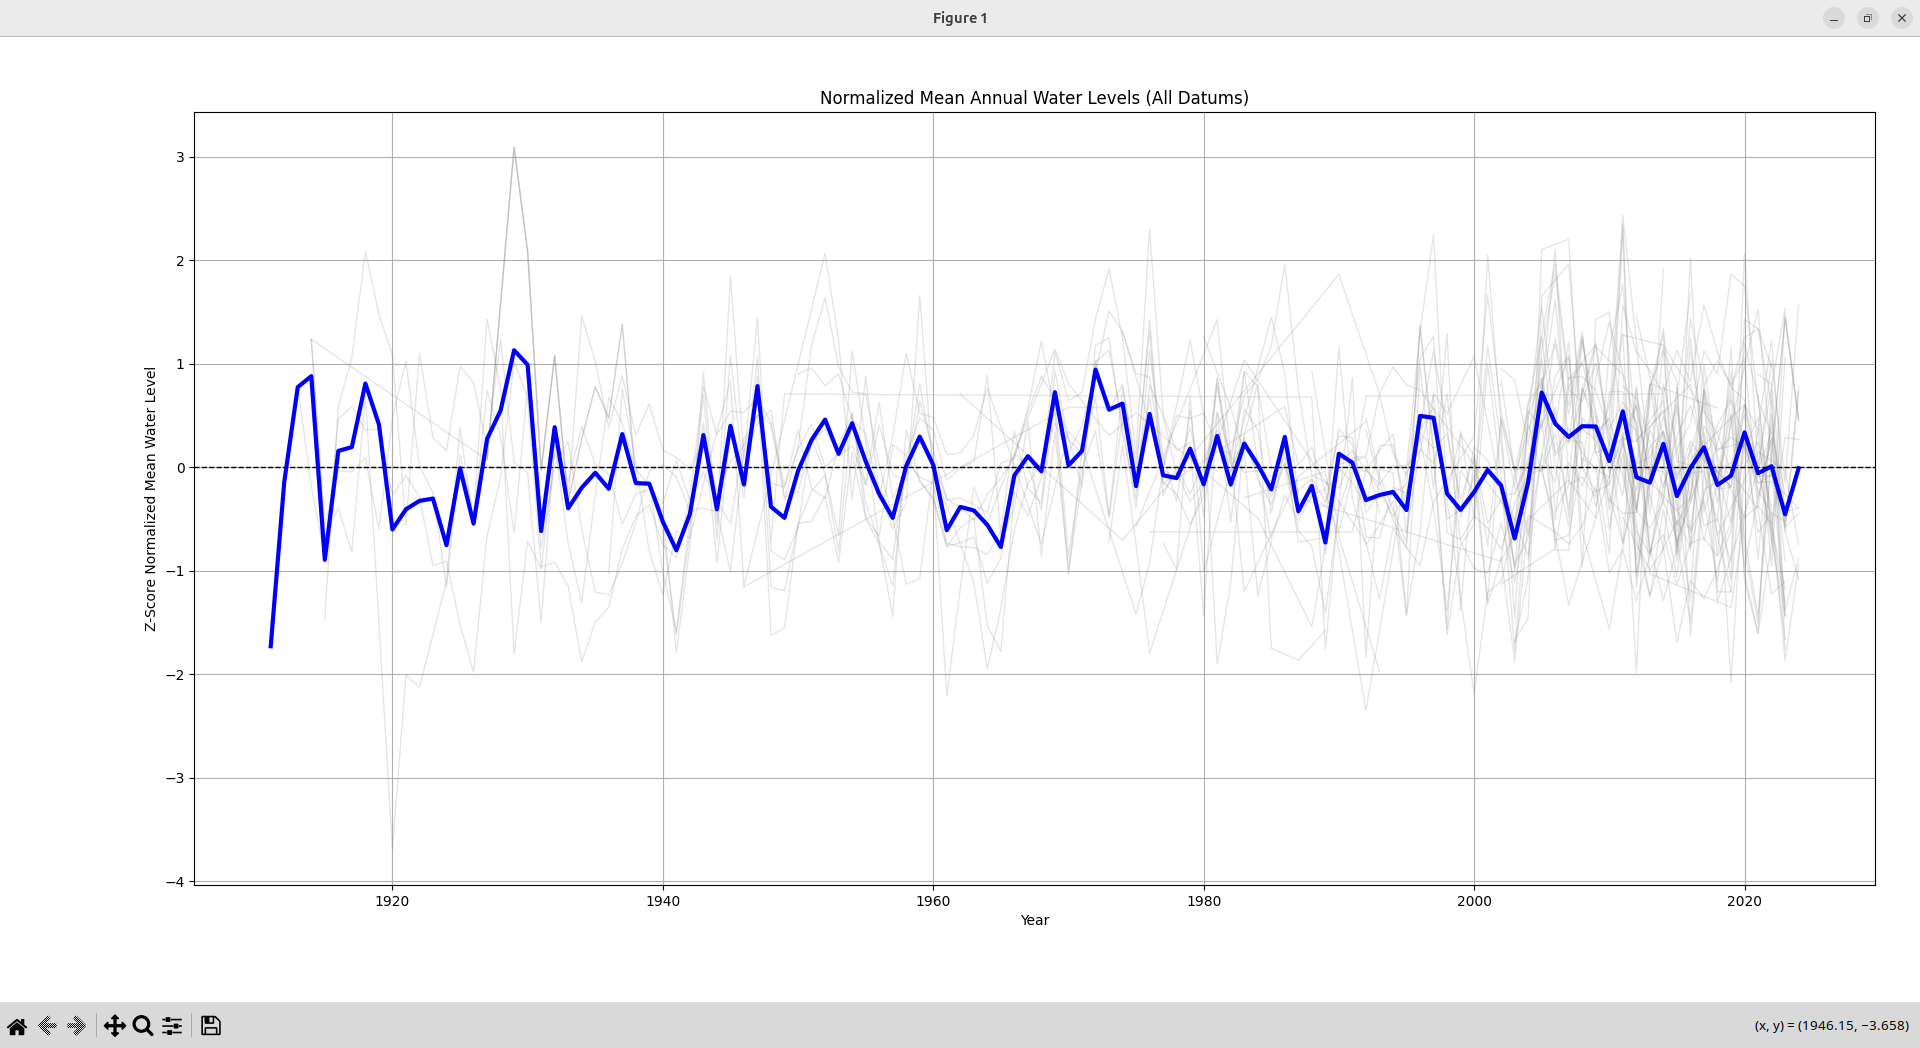 Figure 1
Normalized Mean Annual Water Levels (All Datums)
Z-Score Normalized Mean Water Level
3
2
1
0
−1
−2
−3
−4
1920
1940
1960
1980
2000
2020
Year
(x, y) = (1946.15, −3.658)